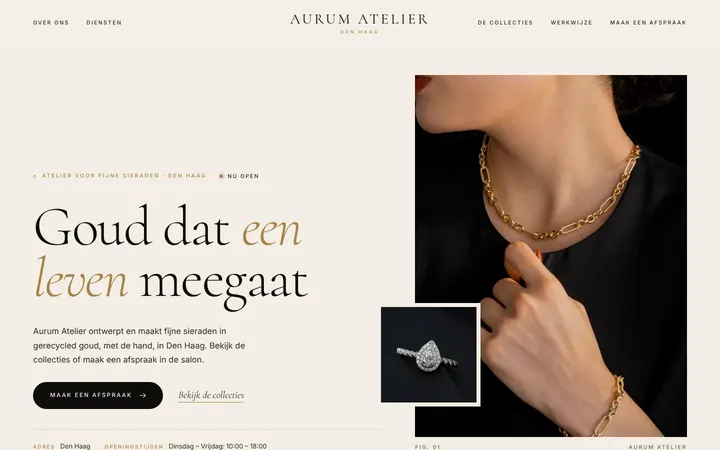 OVER ONS
DIENSTEN
AURUM ATELIER
DEN HAAG
DE COLLECTIES
WERKWIJZE
MAAK EEN AFSPRAAK
ATELIER VOOR FIJNE SIERADEN · DEN HAAG
NU OPEN
Goud dat een
leven meegaat
Aurum Atelier ontwerpt en maakt fijne sieraden in
gerecycled goud, met de hand, in Den Haag. Bekijk de
collecties of maak een afspraak in de salon.
MAAK EEN AFSPRAAK →
Bekijk de collecties
ADRES Den Haag
OPENINGSTIJDEN Dinsdag – Vrijdag: 10:00 – 18:00
FIG. 01
AURUM ATELIER